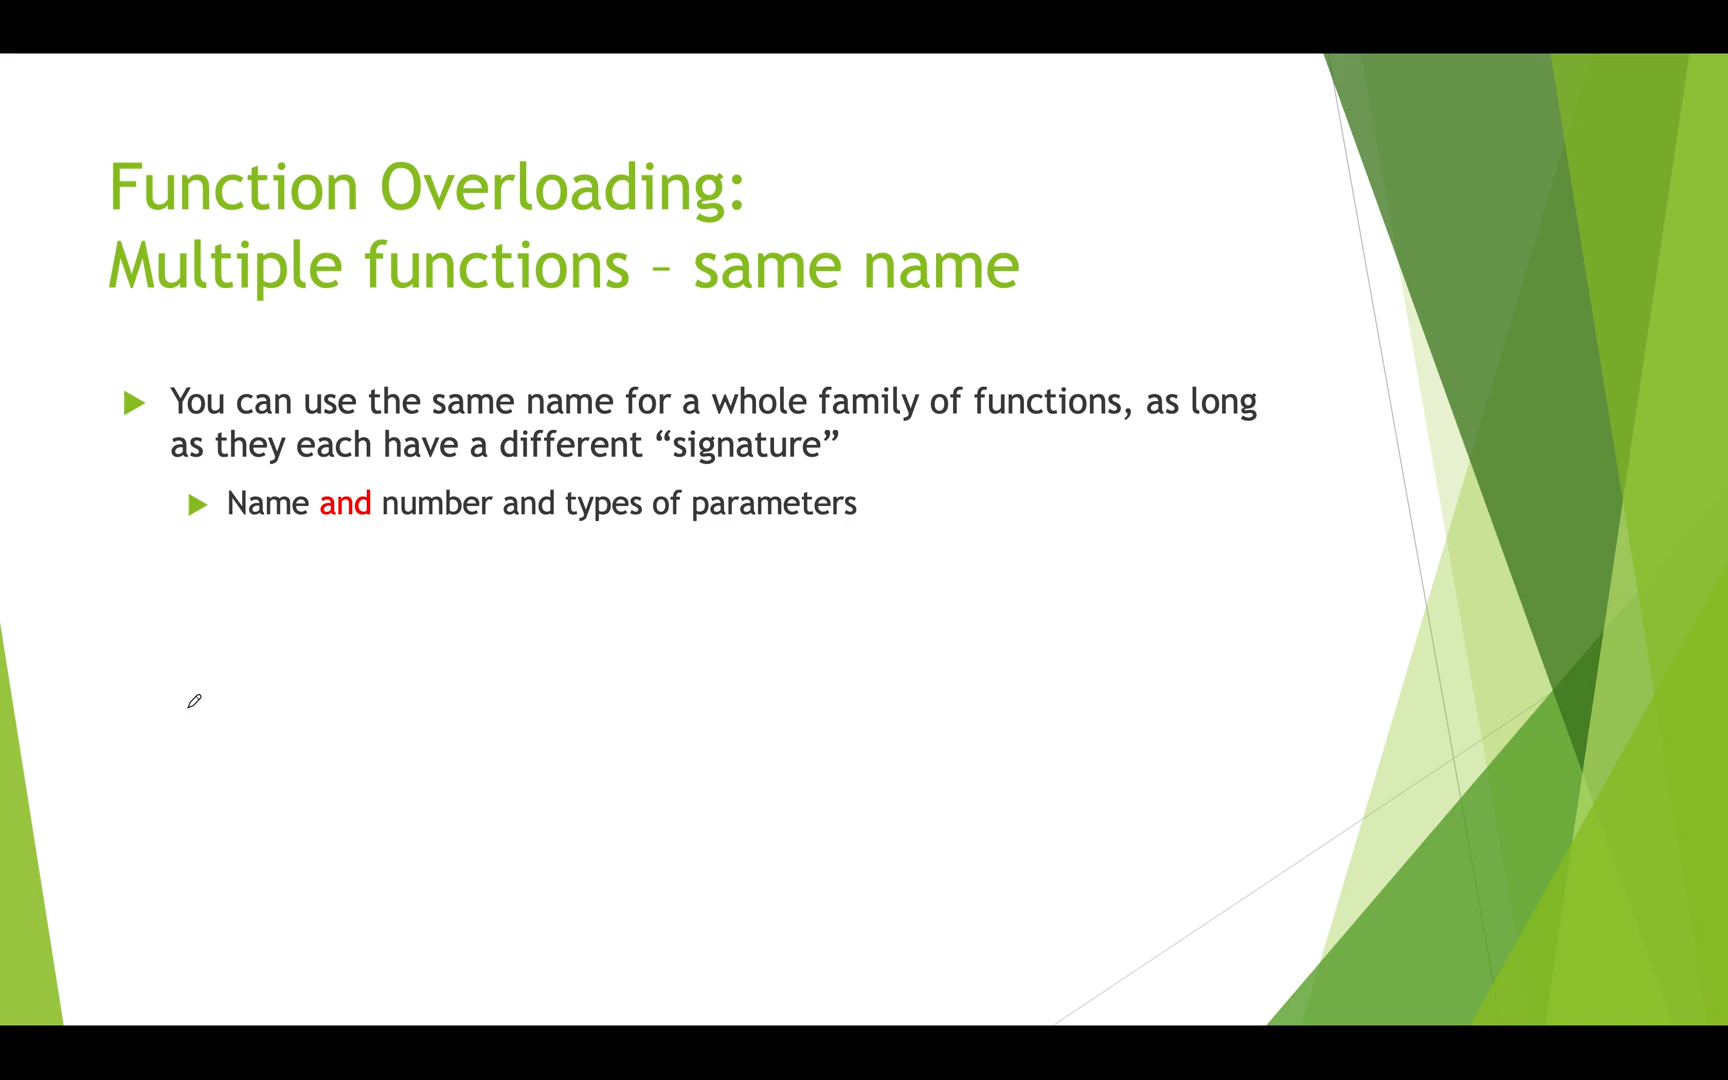 Function Overloading:
Multiple functions – same name
You can use the same name for a whole family of functions, as long
as they each have a different “signature”
Name and number and types of parameters